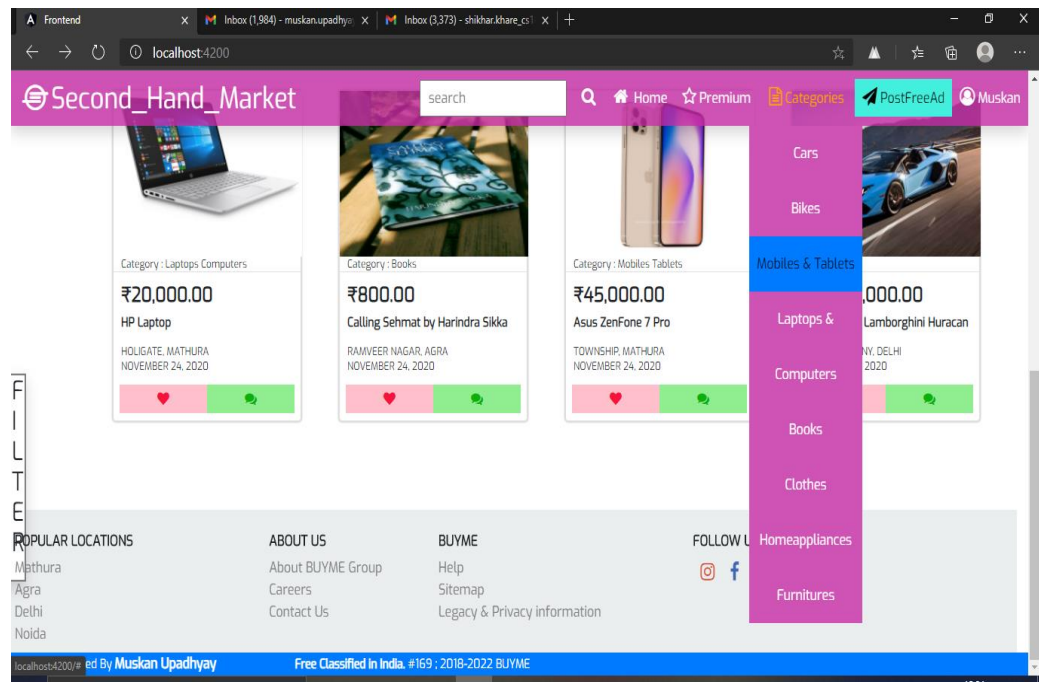 Frontend
Inbox (1,984) - muskan.upadhya
Inbox (3,373) - shikhar.khare_cs1
localhost:4200
Second_Hand_Market
search
Home
Premium
Categories
PostFreeAd
Muskan
Cars
Bikes
Mobiles & Tablets
Laptops &
Computers
Books
Clothes
Homeappliances
Furnitures
Category : Laptops Computers
₹20,000.00
HP Laptop
HOLIGATE, MATHURA
NOVEMBER 24, 2020
Category : Books
₹800.00
Calling Sehmat by Harindra Sikka
RAMVEER NAGAR, AGRA
NOVEMBER 24, 2020
Category : Mobiles Tablets
₹45,000.00
Asus ZenFone 7 Pro
TOWNSHIP, MATHURA
NOVEMBER 24, 2020
,000.00
Lamborghini Huracan
NY, DELHI
2020
FILTER
POPULAR LOCATIONS
Mathura
Agra
Delhi
Noida
ABOUT US
About BUYME Group
Careers
Contact Us
BUYME
Help
Sitemap
Legacy & Privacy information
FOLLOW U
localhost:4200/#
ed By Muskan Upadhyay
Free Classified in India. #169 ; 2018-2022 BUYME